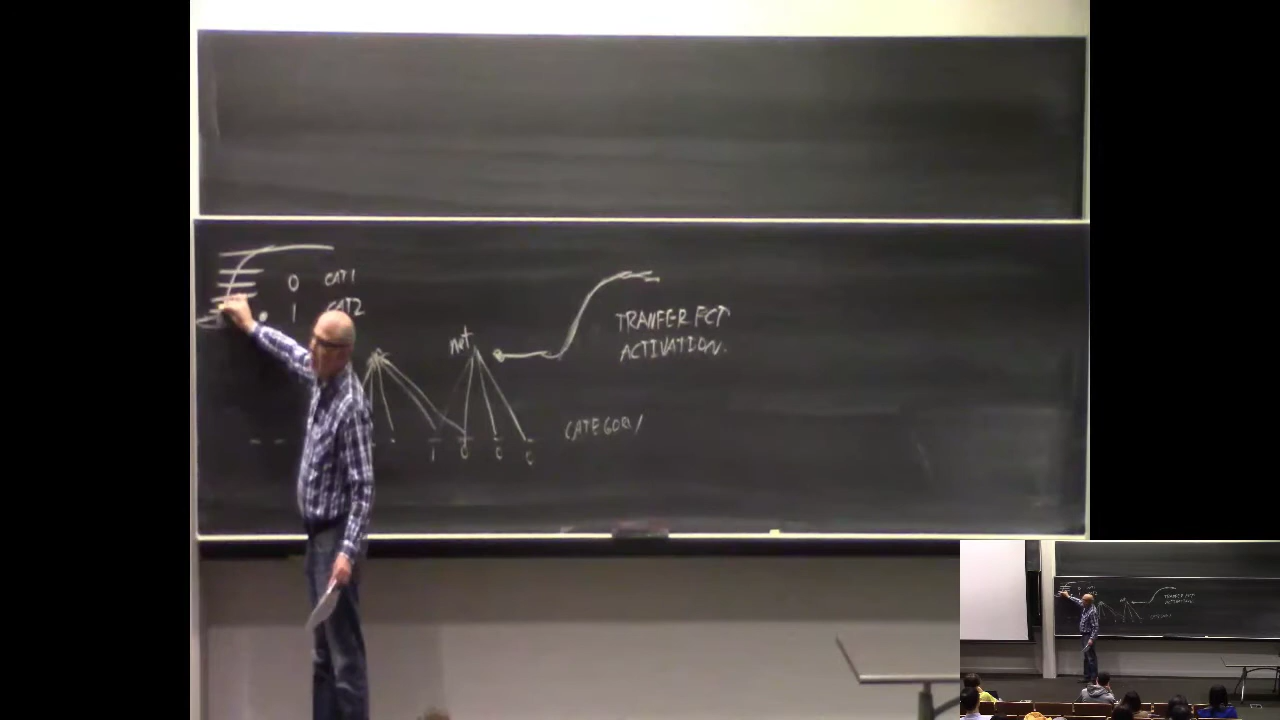 0 CAT1
1 CAT2
net
TRANFER FCT
ACTIVATION.
CATEGORY
1 0 0 0